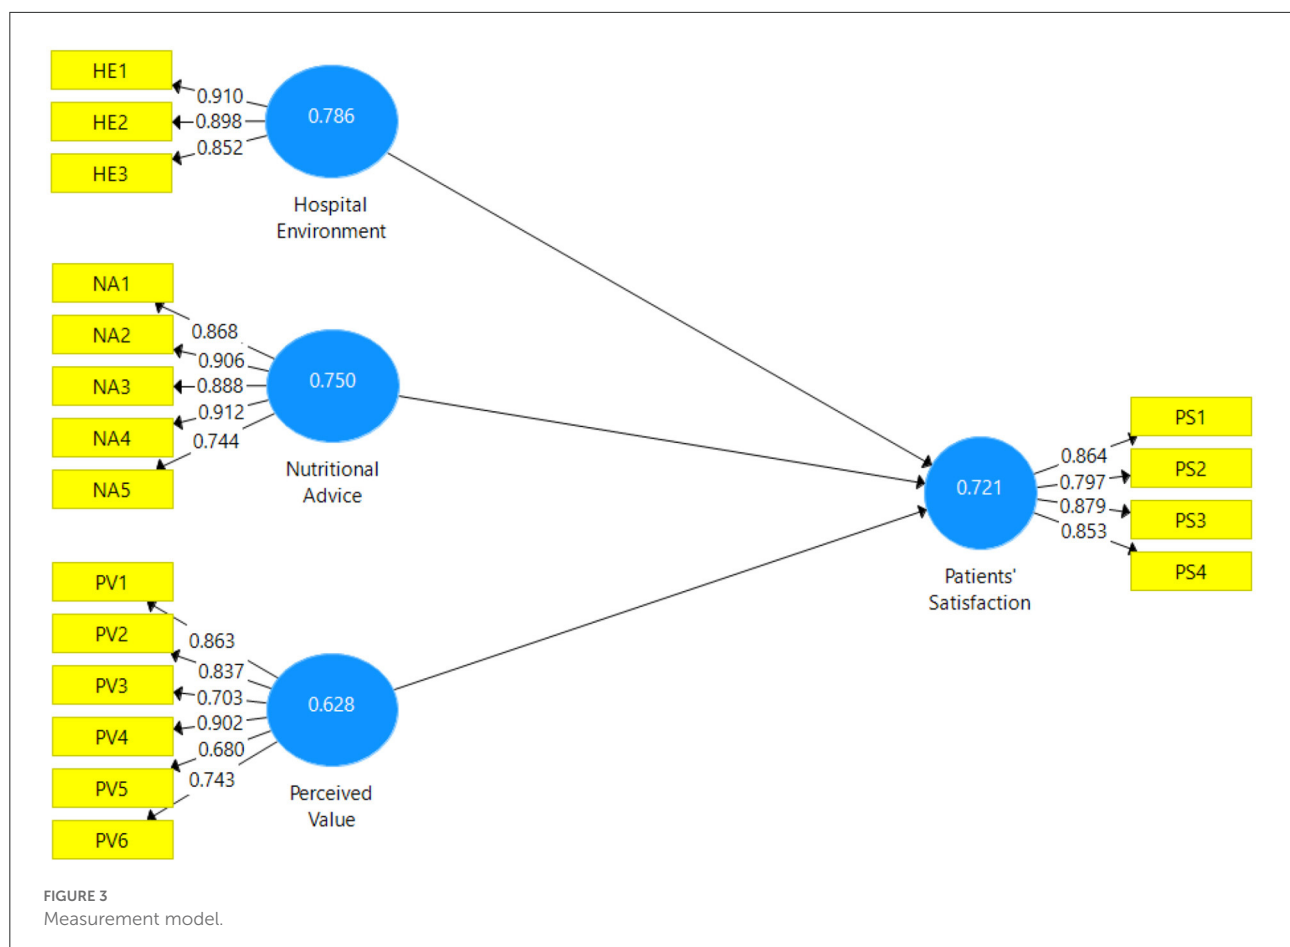 HE1
HE2
HE3
0.910
0.898
0.852
0.786
Hospital
Environment
NA1
NA2
NA3
NA4
NA5
0.868
0.906
0.888
0.912
0.744
0.750
Nutritional
Advice
PV1
PV2
PV3
PV4
PV5
PV6
0.863
0.837
0.703
0.902
0.680
0.743
0.628
Perceived
Value
0.721
Patients'
Satisfaction
0.864
0.797
0.879
0.853
PS1
PS2
PS3
PS4
FIGURE 3
Measurement model.